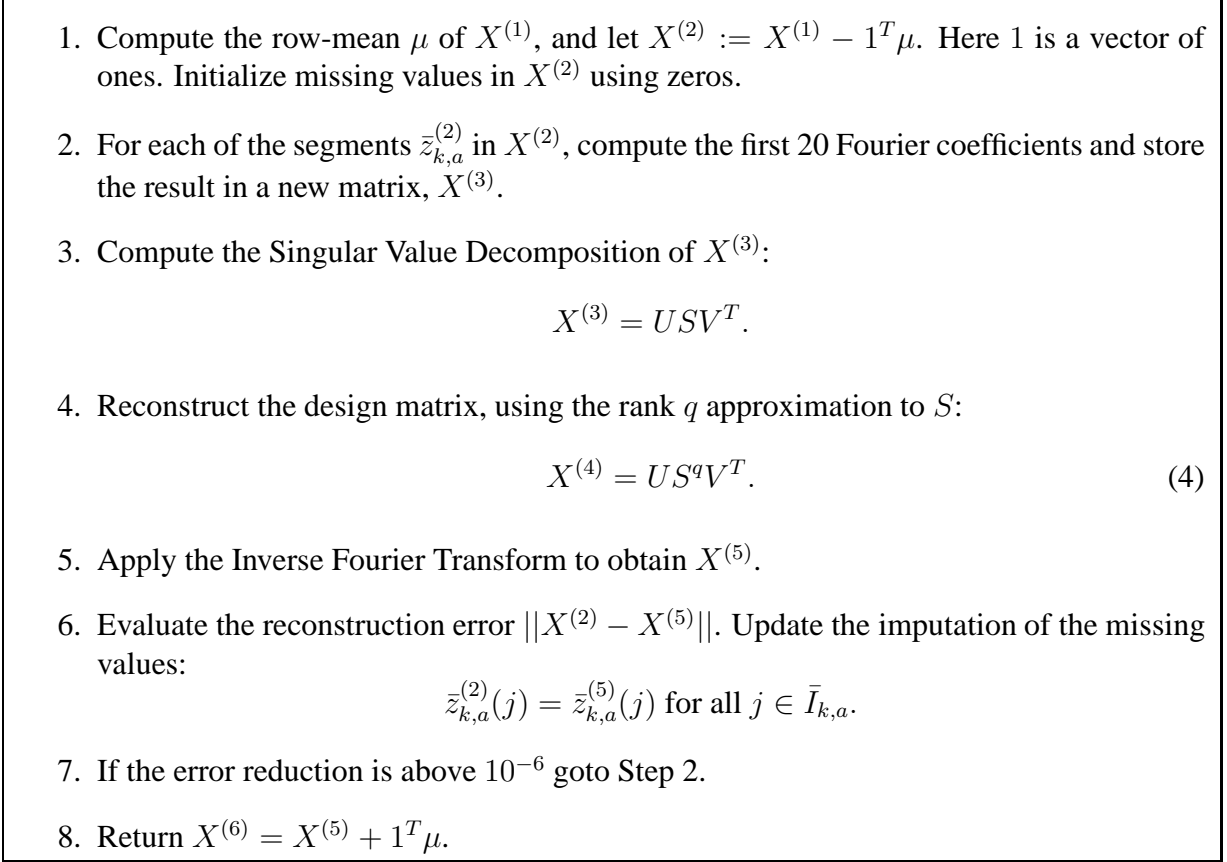 1. Compute the row-mean μ of X^{(1)}, and let X^{(2)} := X^{(1)} − 1^T μ. Here 1 is a vector of
ones. Initialize missing values in X^{(2)} using zeros.
2. For each of the segments \bar{z}_{k,a}^{(2)} in X^{(2)}, compute the first 20 Fourier coefficients and store
the result in a new matrix, X^{(3)}.
3. Compute the Singular Value Decomposition of X^{(3)}:
X^{(3)} = USV^T.
4. Reconstruct the design matrix, using the rank q approximation to S:
X^{(4)} = US^qV^T. (4)
5. Apply the Inverse Fourier Transform to obtain X^{(5)}.
6. Evaluate the reconstruction error ||X^{(2)} − X^{(5)}||. Update the imputation of the missing
values:
\bar{z}_{k,a}^{(2)}(j) = \bar{z}_{k,a}^{(5)}(j) for all j ∈ \bar{I}_{k,a}.
7. If the error reduction is above 10^{−6} goto Step 2.
8. Return X^{(6)} = X^{(5)} + 1^T μ.